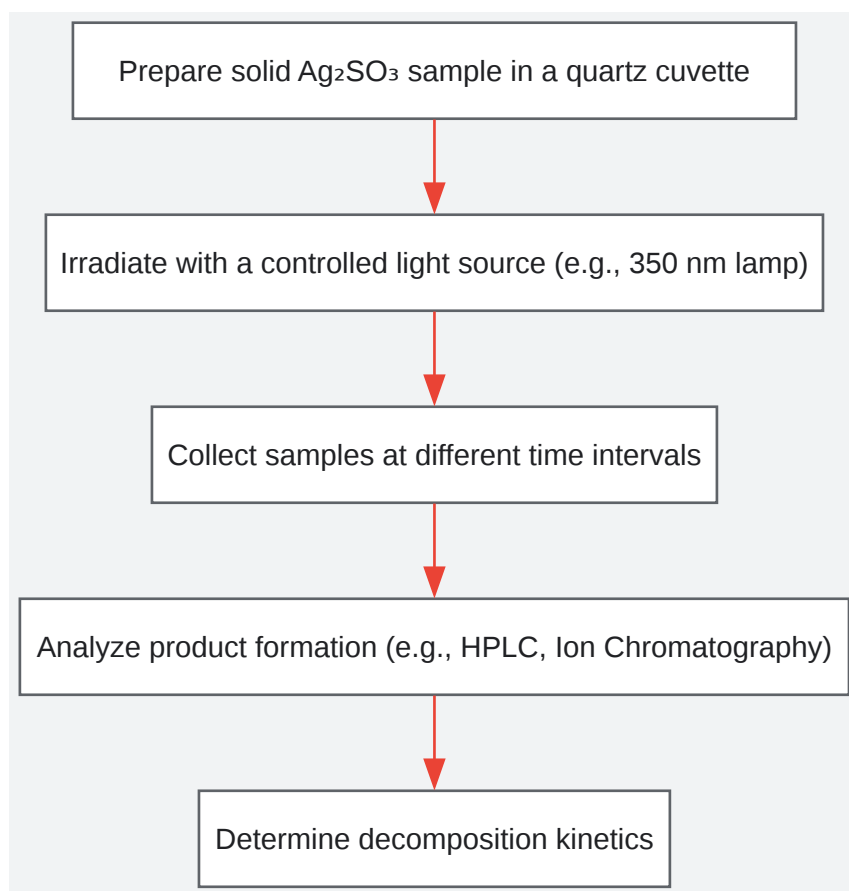 Prepare solid Ag₂SO₃ sample in a quartz cuvette
Irradiate with a controlled light source (e.g., 350 nm lamp)
Collect samples at different time intervals
Analyze product formation (e.g., HPLC, Ion Chromatography)
Determine decomposition kinetics